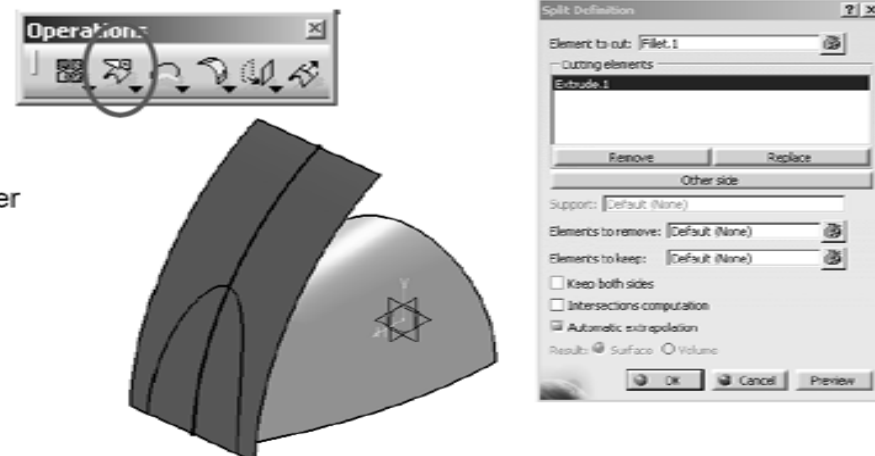 Operations
er
Split Definition
Element to cut: Fillet.1
Cutting elements
Extrude.1
Remove Replace
Other side
Support: Default (None)
Elements to remove: Default (None)
Elements to keep: Default (None)
Keep both sides
Intersections computation
Automatic extrapolation
Result: Surface Volume
OK Cancel Preview
Y